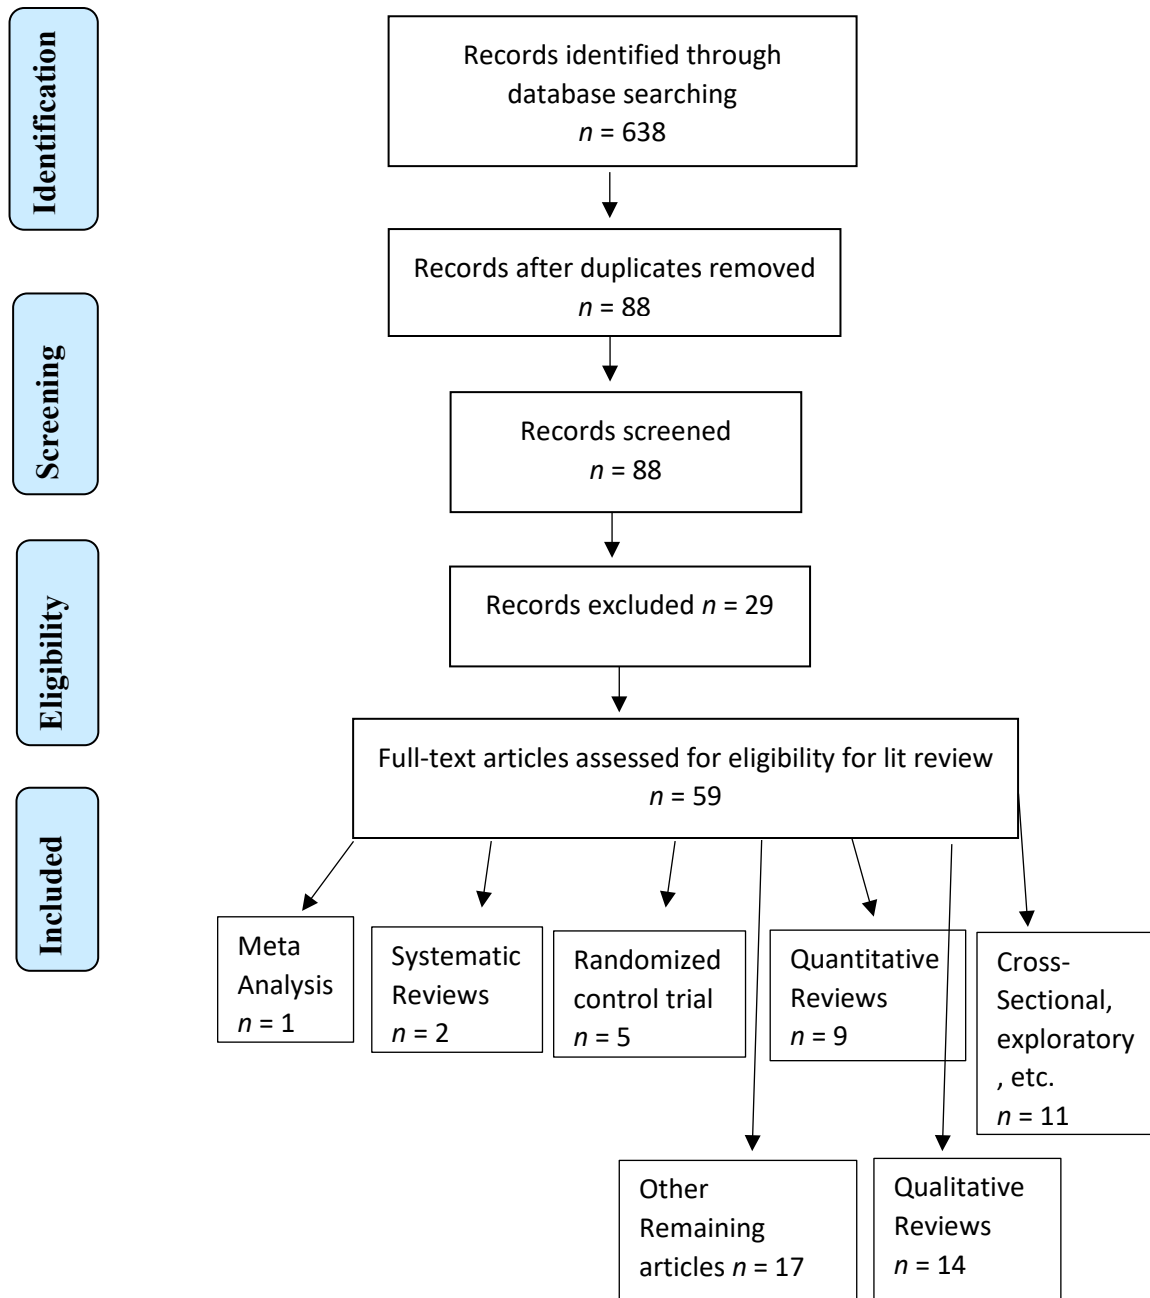 Identification
Records identified through
database searching
n = 638
Records after duplicates removed
n = 88
Screening
Records screened
n = 88
Eligibility
Records excluded n = 29
Full-text articles assessed for eligibility for lit review
n = 59
Included
Meta
Analysis
n = 1
Systematic
Reviews
n = 2
Randomized
control trial
n = 5
Quantitative
Reviews
n = 9
Cross-
Sectional,
exploratory
, etc.
n = 11
Other
Remaining
articles n = 17
Qualitative
Reviews
n = 14